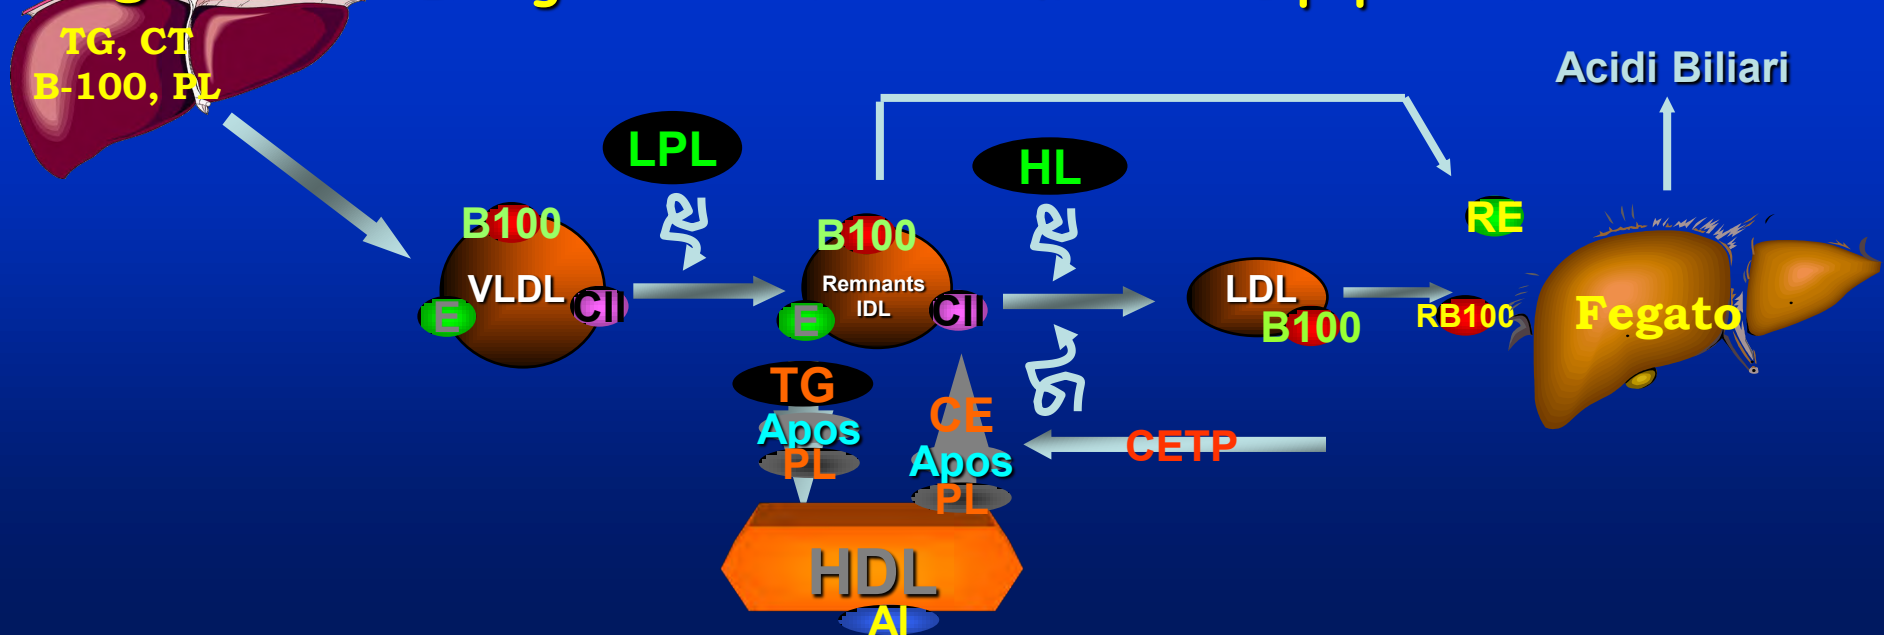 TG, CT
B-100, PL
Acidi Biliari
LPL
HL
B100
VLDL
E
CII
B100
Remnants
IDL
E
CII
LDL
B100
RE
RB100
Fegato
TG
Apos
PL
CE
Apos
PL
CETP
HDL
AI